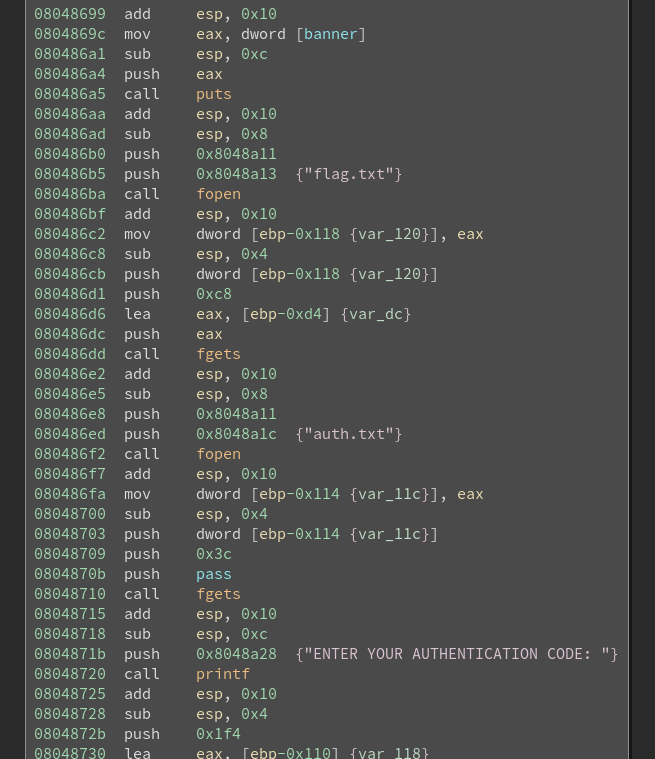 08048699 add esp, 0x10
0804869c mov eax, dword [banner]
080486a1 sub esp, 0xc
080486a4 push eax
080486a5 call puts
080486aa add esp, 0x10
080486ad sub esp, 0x8
080486b0 push 0x8048a11
080486b5 push 0x8048a13 {"flag.txt"}
080486ba call fopen
080486bf add esp, 0x10
080486c2 mov dword [ebp-0x118 {var_120}], eax
080486c8 sub esp, 0x4
080486cb push dword [ebp-0x118 {var_120}]
080486d1 push 0xc8
080486d6 lea eax, [ebp-0xd4] {var_dc}
080486dc push eax
080486dd call fgets
080486e2 add esp, 0x10
080486e5 sub esp, 0x8
080486e8 push 0x8048a11
080486ed push 0x8048a1c {"auth.txt"}
080486f2 call fopen
080486f7 add esp, 0x10
080486fa mov dword [ebp-0x114 {var_11c}], eax
08048700 sub esp, 0x4
08048703 push dword [ebp-0x114 {var_11c}]
08048709 push 0x3c
0804870b push pass
08048710 call fgets
08048715 add esp, 0x10
08048718 sub esp, 0xc
0804871b push 0x8048a28 {"ENTER YOUR AUTHENTICATION CODE: "}
08048720 call printf
08048725 add esp, 0x10
08048728 sub esp, 0x4
0804872b push 0x1f4
08048730 lea eax, [ebp-0x110] {var_118}